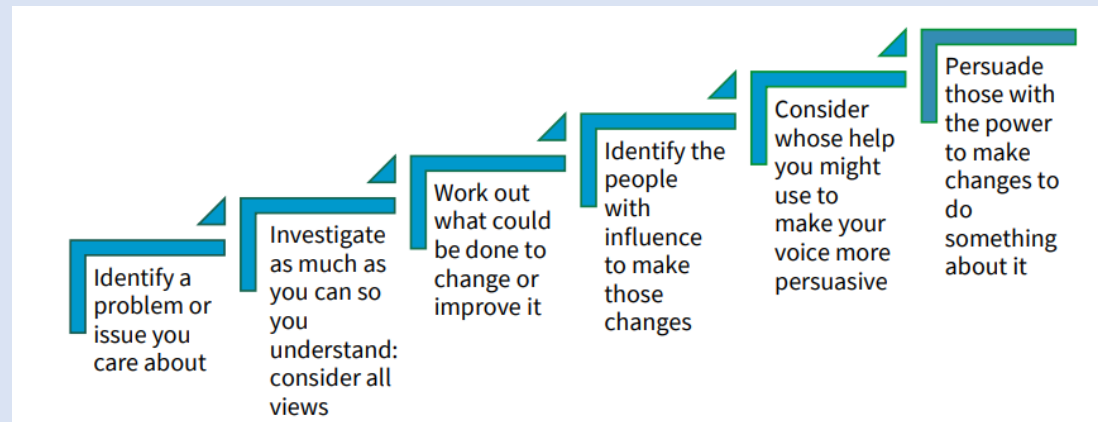 Identify a
problem or
issue you
care about
Investigate
as much as
you can so
you
understand:
consider all
views
Work out
what could
be done to
change or
improve it
Identify the
people
with
influence
to make
those
changes
Consider
whose help
you might
use to
make your
voice more
persuasive
Persuade
those with
the power
to make
changes to
do
something
about it